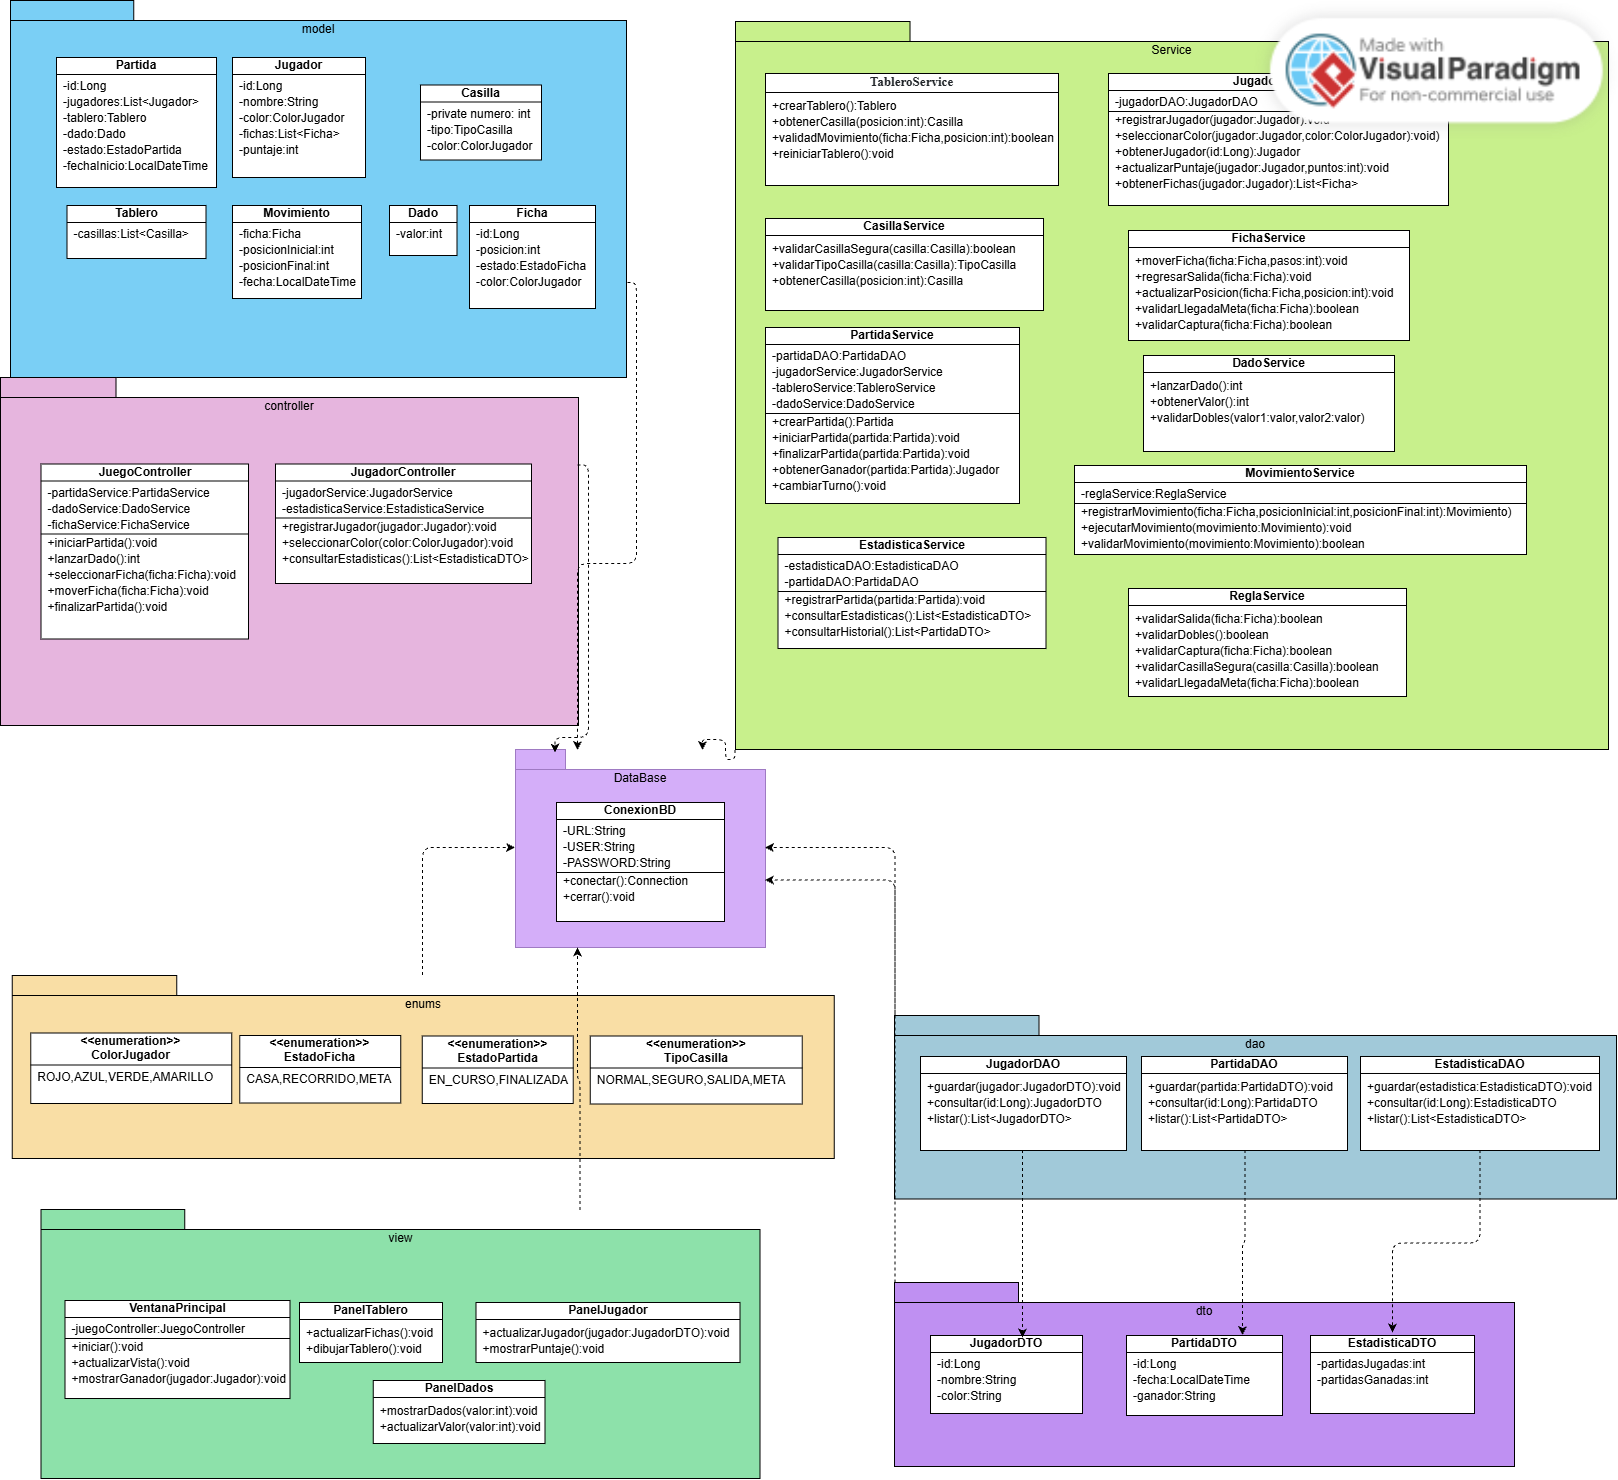 model
Partida
-id:Long
-jugadores:List<Jugador>
-tablero:Tablero
-dado:Dado
-estado:EstadoPartida
-fechaInicio:LocalDateTime
Jugador
-id:Long
-nombre:String
-color:ColorJugador
-fichas:List<Ficha>
-puntaje:int
Casilla
-private numero: int
-tipo:TipoCasilla
-color:ColorJugador
Tablero
-casillas:List<Casilla>
Movimiento
-ficha:Ficha
-posicionInicial:int
-posicionFinal:int
-fecha:LocalDateTime
Dado
-valor:int
Ficha
-id:Long
-posicion:int
-estado:EstadoFicha
-color:ColorJugador
Service
Made with
VisualParadigm
For non-commercial use
TableroService
+crearTablero():Tablero
+obtenerCasilla(posicion:int):Casilla
+validadMovimiento(ficha:Ficha,posicion:int):boolean
+reiniciarTablero():void
-jugadorDAO:JugadorDAO
+registrarJugador(jugador:Jugador):void
+seleccionarColor(jugador:Jugador,color:ColorJugador):void)
+obtenerJugador(id:Long):Jugador
+actualizarPuntaje(jugador:Jugador,puntos:int):void
+obtenerFichas(jugador:Jugador):List<Ficha>
CasillaService
+validarCasillaSegura(casilla:Casilla):boolean
+validarTipoCasilla(casilla:Casilla):TipoCasilla
+obtenerCasilla(posicion:int):Casilla
FichaService
+moverFicha(ficha:Ficha,pasos:int):void
+regresarSalida(ficha:Ficha):void
+actualizarPosicion(ficha:Ficha,posicion:int):void
+validarLlegadaMeta(ficha:Ficha):boolean
+validarCaptura(ficha:Ficha):boolean
PartidaService
-partidaDAO:PartidaDAO
-jugadorService:JugadorService
-tableroService:TableroService
-dadoService:DadoService
+crearPartida():Partida
+iniciarPartida(partida:Partida):void
+finalizarPartida(partida:Partida):void
+obtenerGanador(partida:Partida):Jugador
+cambiarTurno():void
DadoService
+lanzarDado():int
+obtenerValor():int
+validarDobles(valor1:valor,valor2:valor)
MovimientoService
-reglaService:ReglaService
+registrarMovimiento(ficha:Ficha,posicionInicial:int,posicionFinal:int):Movimiento)
+ejecutarMovimiento(movimiento:Movimiento):void
+validarMovimiento(movimiento:Movimiento):boolean
EstadisticaService
-estadisticaDAO:EstadisticaDAO
-partidaDAO:PartidaDAO
+registrarPartida(partida:Partida):void
+consultarEstadisticas():List<EstadisticaDTO>
+consultarHistorial():List<PartidaDTO>
ReglaService
+validarSalida(ficha:Ficha):boolean
+validarDobles():boolean
+validarCaptura(ficha:Ficha):boolean
+validarCasillaSegura(casilla:Casilla):boolean
+validarLlegadaMeta(ficha:Ficha):boolean
controller
JuegoController
-partidaService:PartidaService
-dadoService:DadoService
-fichaService:FichaService
+iniciarPartida():void
+lanzarDado():int
+seleccionarFicha(ficha:Ficha):void
+moverFicha(ficha:Ficha):void
+finalizarPartida():void
JugadorController
-jugadorService:JugadorService
-estadisticaService:EstadisticaService
+registrarJugador(jugador:Jugador):void
+seleccionarColor(color:ColorJugador):void
+consultarEstadisticas():List<EstadisticaDTO>
DataBase
ConexionBD
-URL:String
-USER:String
-PASSWORD:String
+conectar():Connection
+cerrar():void
enums
<<enumeration>>
ColorJugador
ROJO,AZUL,VERDE,AMARILLO
<<enumeration>>
EstadoFicha
CASA,RECORRIDO,META
<<enumeration>>
EstadoPartida
EN_CURSO,FINALIZADA
<<enumeration>>
TipoCasilla
NORMAL,SEGURO,SALIDA,META
dao
JugadorDAO
+guardar(jugador:JugadorDTO):void
+consultar(id:Long):JugadorDTO
+listar():List<JugadorDTO>
PartidaDAO
+guardar(partida:PartidaDTO):void
+consultar(id:Long):PartidaDTO
+listar():List<PartidaDTO>
EstadisticaDAO
+guardar(estadistica:EstadisticaDTO):void
+consultar(id:Long):EstadisticaDTO
+listar():List<EstadisticaDTO>
view
VentanaPrincipal
-juegoController:JuegoController
+iniciar():void
+actualizarVista():void
+mostrarGanador(jugador:Jugador):void
PanelTablero
+actualizarFichas():void
+dibujarTablero():void
PanelJugador
+actualizarJugador(jugador:JugadorDTO):void
+mostrarPuntaje():void
PanelDados
+mostrarDados(valor:int):void
+actualizarValor(valor:int):void
dto
JugadorDTO
-id:Long
-nombre:String
-color:String
PartidaDTO
-id:Long
-fecha:LocalDateTime
-ganador:String
EstadisticaDTO
-partidasJugadas:int
-partidasGanadas:int